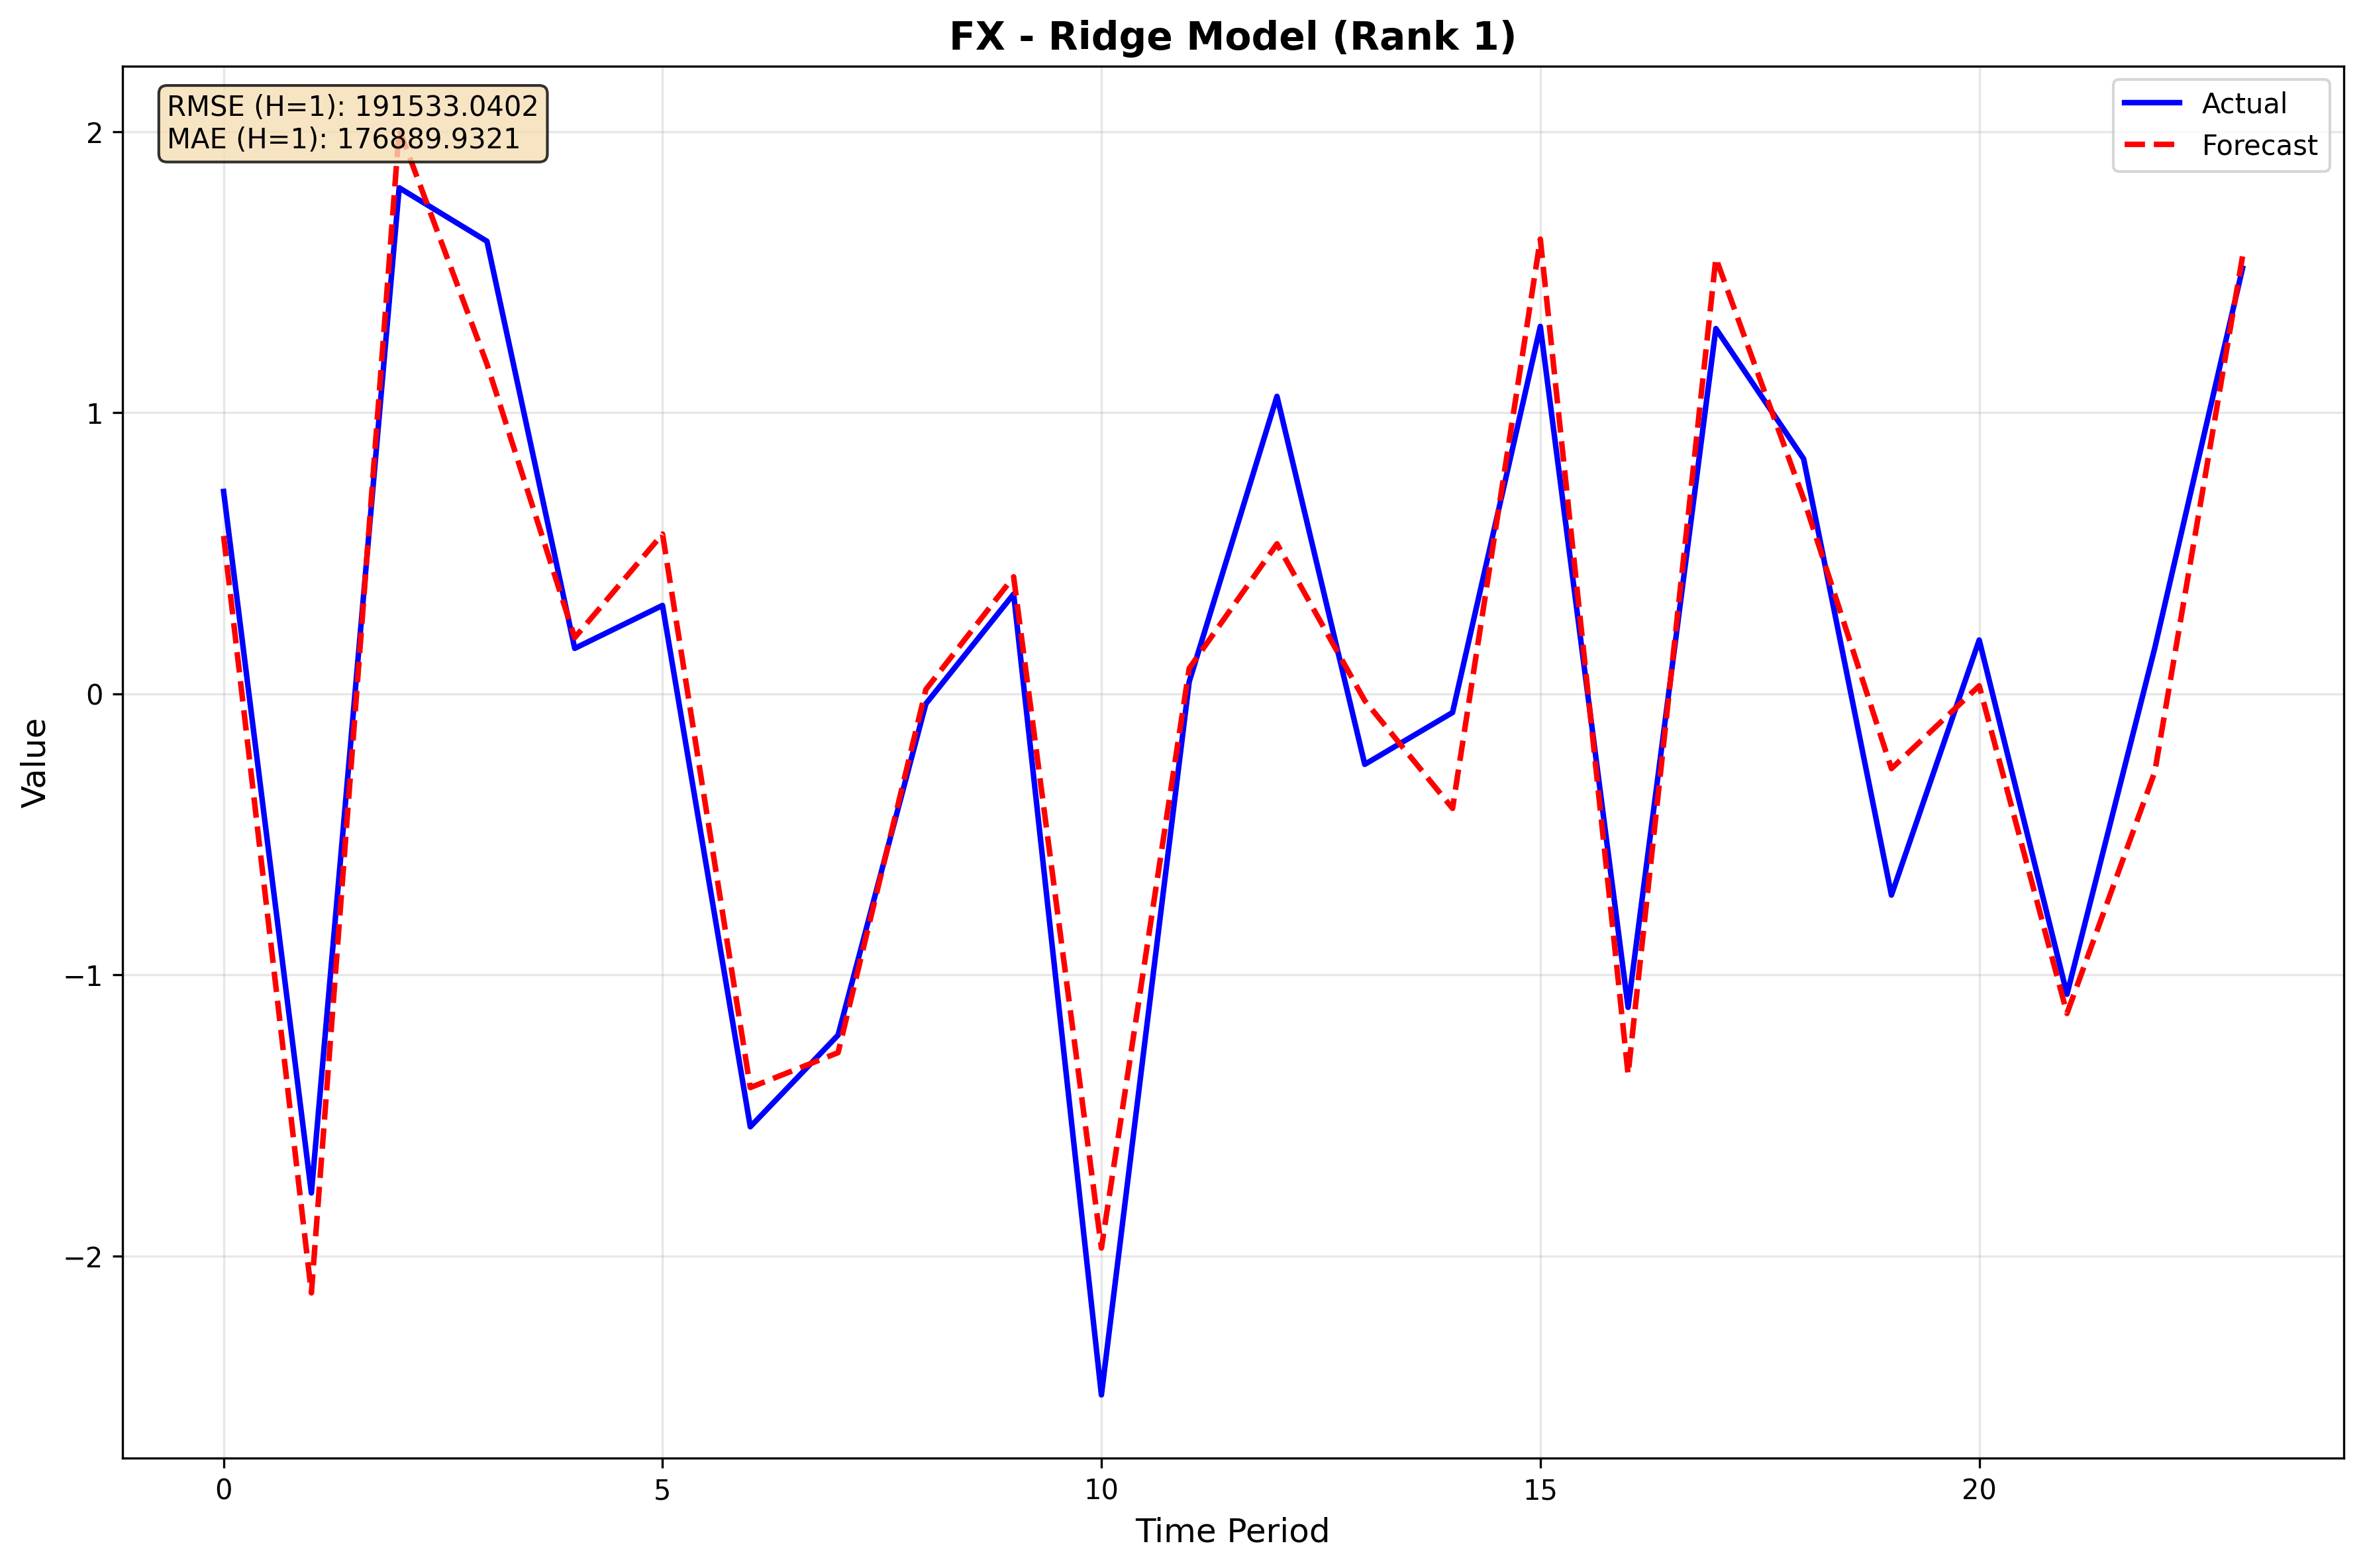 FX - Ridge Model (Rank 1)
RMSE (H=1): 191533.0402
MAE (H=1): 176889.9321
Actual
Forecast
2
1
0
−1
−2
Value
0
5
10
15
20
Time Period